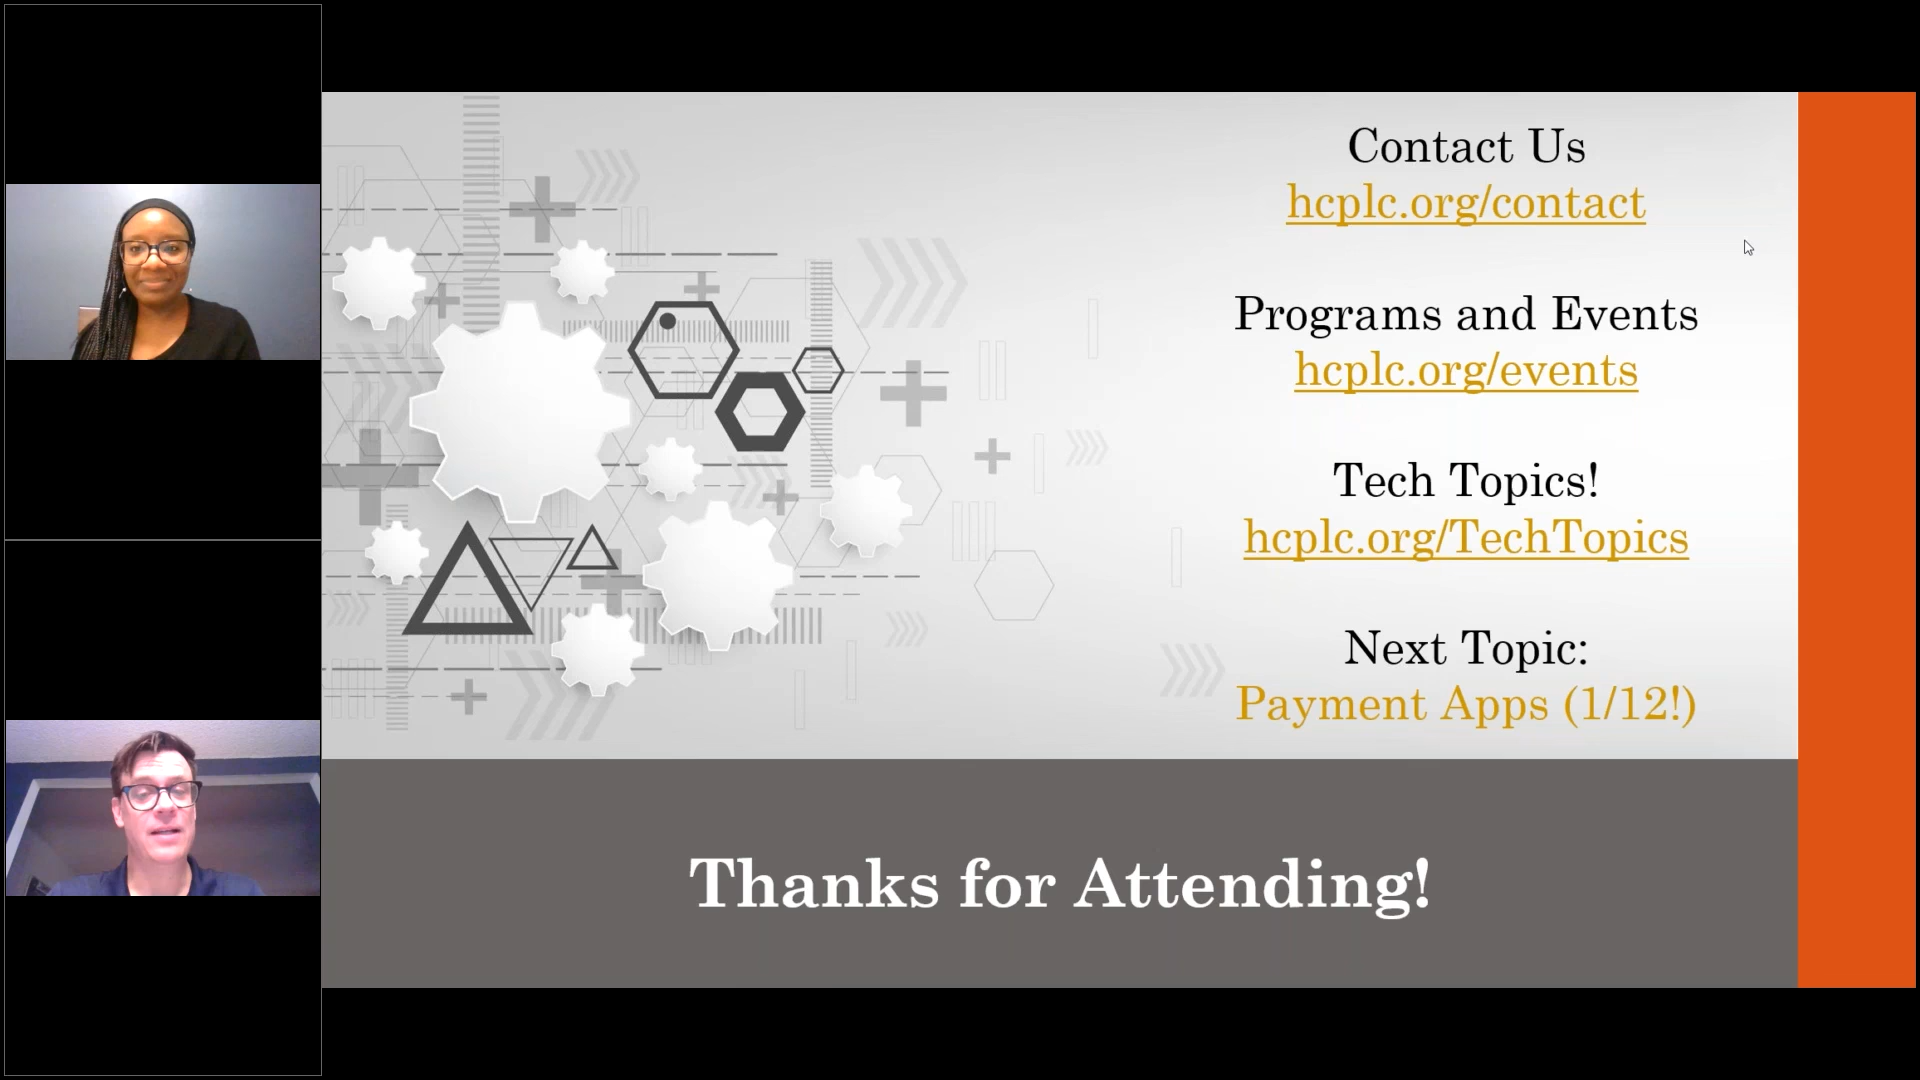 Contact Us
hcplc.org/contact
Programs and Events
hcplc.org/events
Tech Topics!
hcplc.org/TechTopics
Next Topic:
Payment Apps (1/12!)
Thanks for Attending!